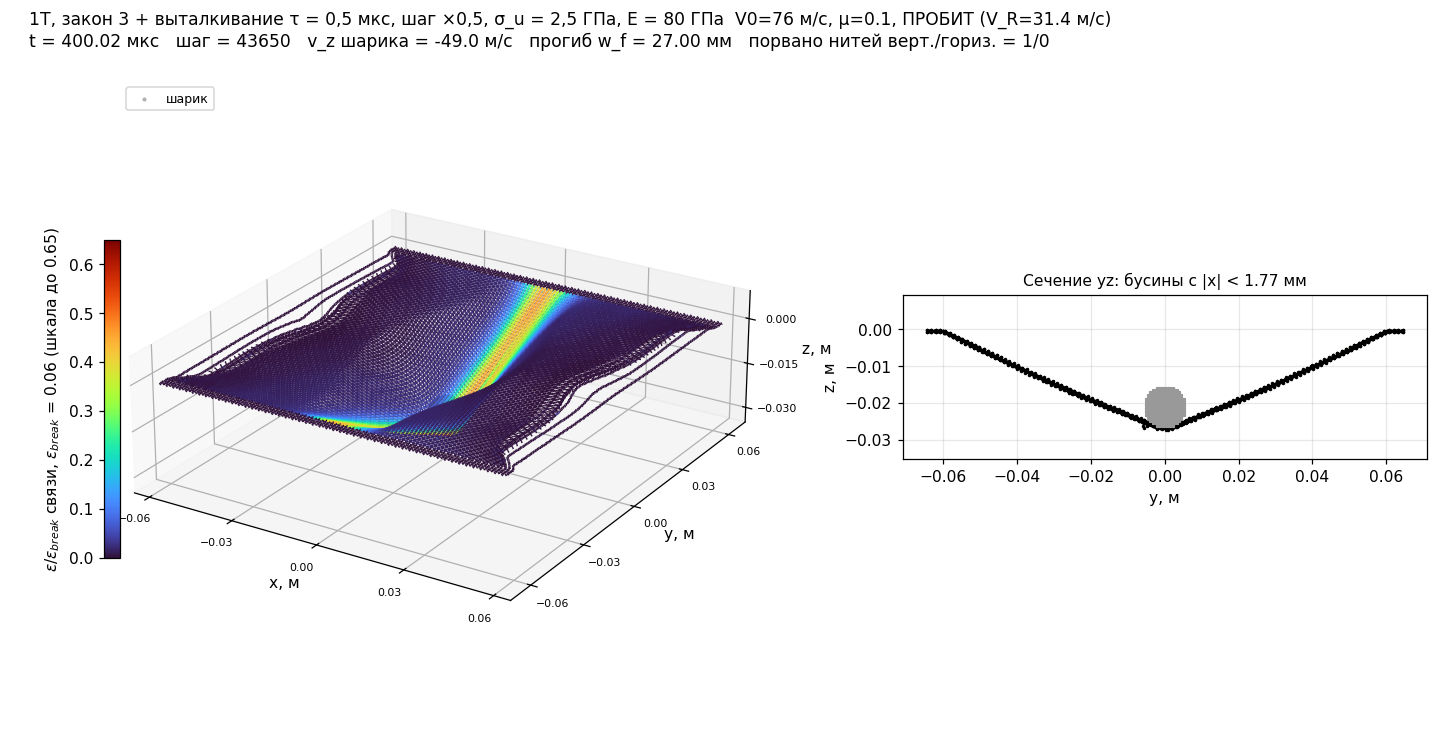 1Т, закон 3 + выталкивание τ = 0,5 мкс, шаг ×0,5, σ_u = 2,5 ГПа, E = 80 ГПа  V0=76 м/с, μ=0.1, ПРОБИТ (V_R=31.4 м/с)
t = 400.02 мкс   шаг = 43650   v_z шарика = -49.0 м/с   прогиб w_f = 27.00 мм   порвано нитей верт./гориз. = 1/0
шарик
ε/ε_break связи, ε_break = 0.06 (шкала до 0.65)
0.6
0.5
0.4
0.3
0.2
0.1
0.0
−0.06
−0.03
0.00
0.03
0.06
x, м
−0.06
−0.03
0.00
0.03
0.06
y, м
0.000
−0.015
−0.030
z, м
Сечение yz: бусины с |x| < 1.77 мм
0.00
−0.01
−0.02
−0.03
z, м
−0.06 −0.04 −0.02 0.00 0.02 0.04 0.06
y, м